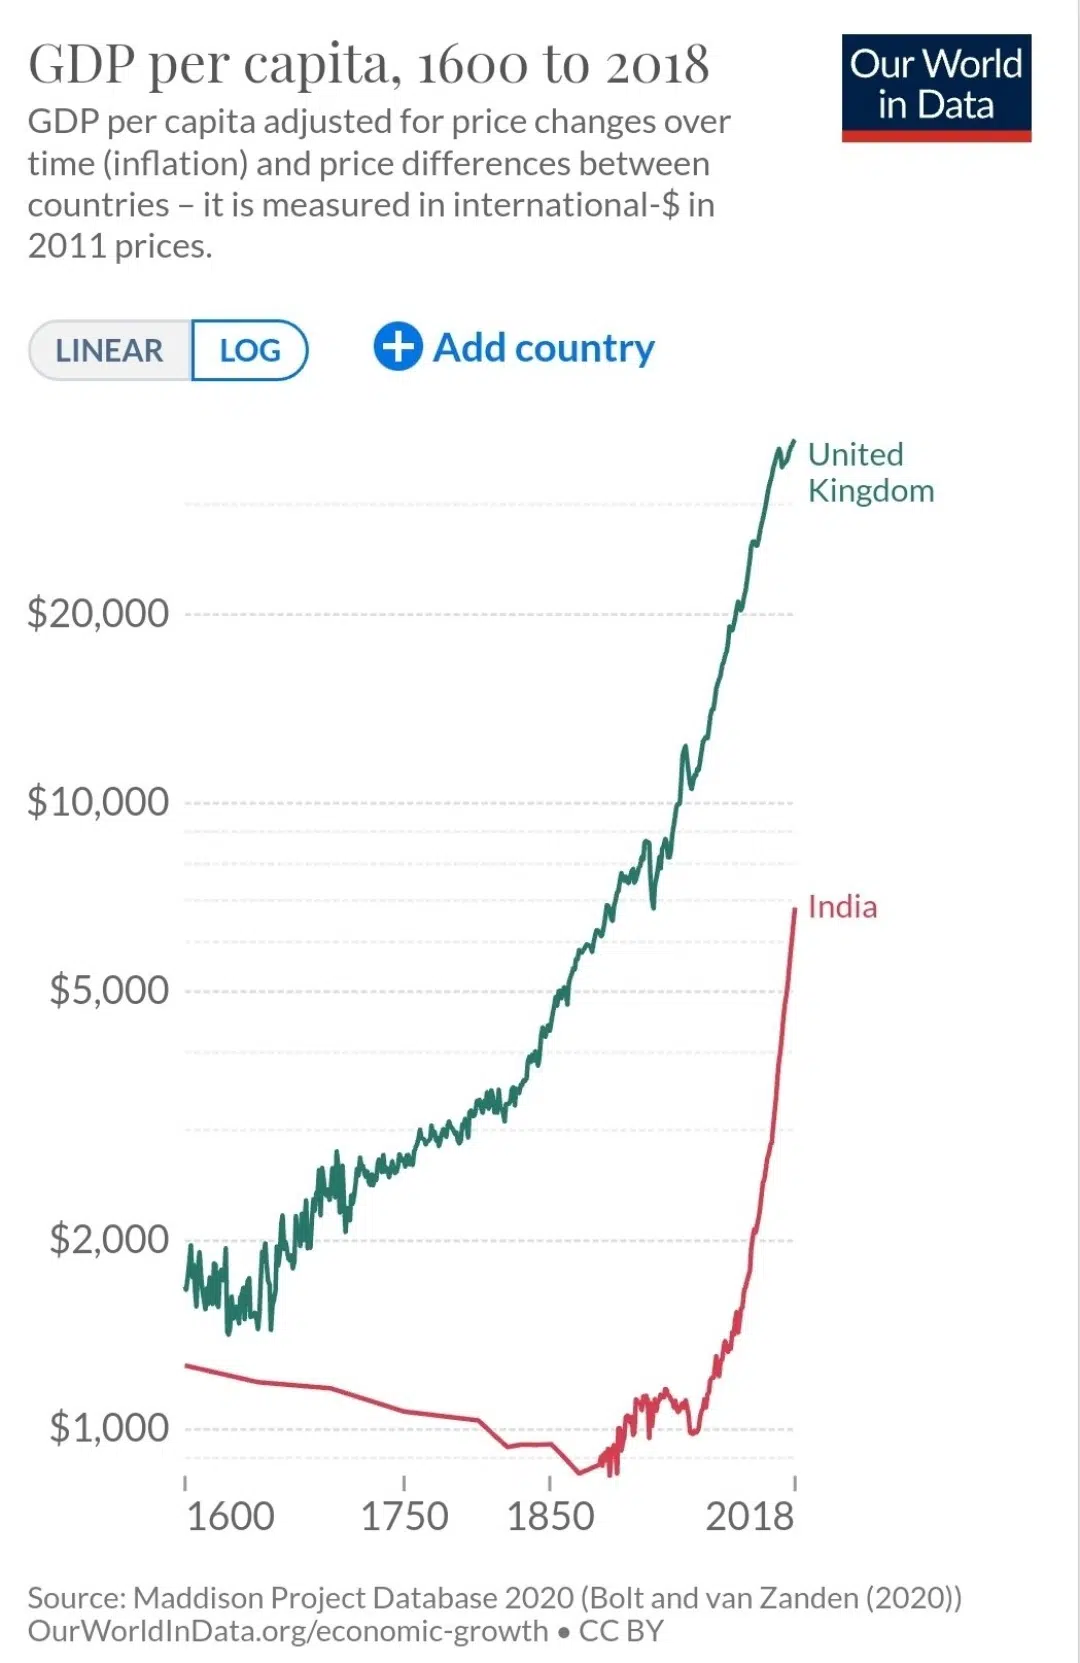 GDP per capita, 1600 to 2018
Our World
in Data
GDP per capita adjusted for price changes over
time (inflation) and price differences between
countries – it is measured in international-$ in
2011 prices.
LINEAR LOG
Add country
United
Kingdom
$20,000
$10,000
India
$5,000
$2,000
$1,000
1600 1750 1850 2018
Source: Maddison Project Database 2020 (Bolt and van Zanden (2020))
OurWorldInData.org/economic-growth • CC BY